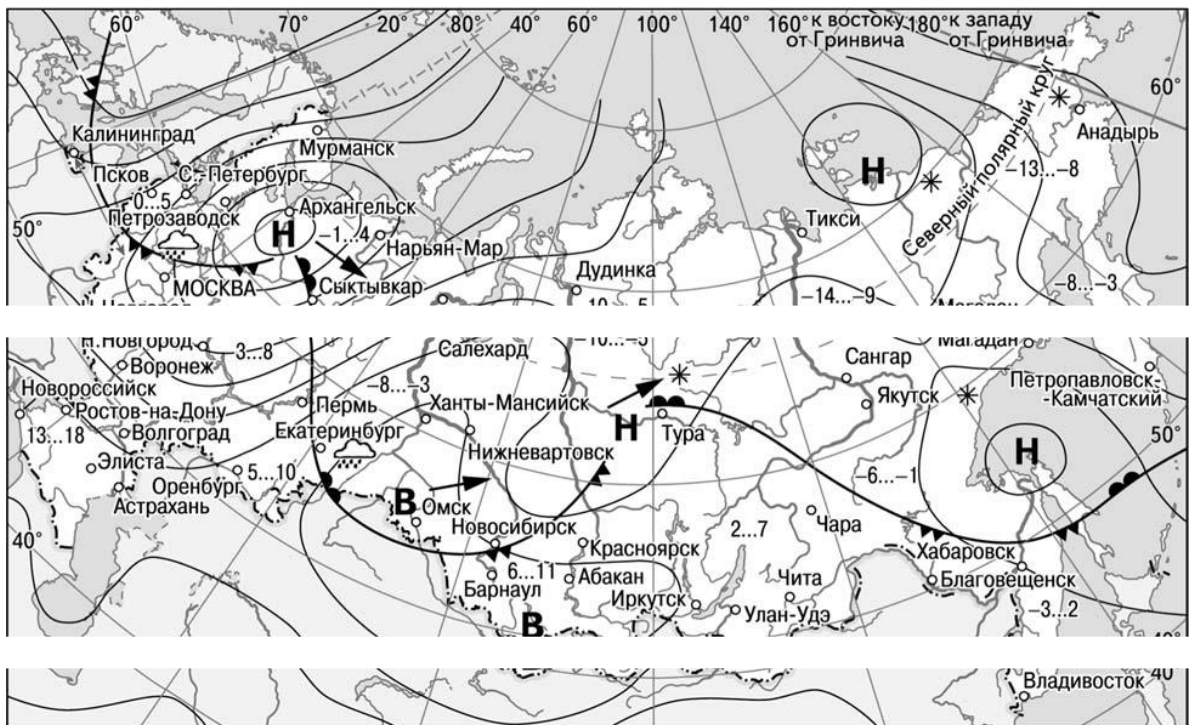 60°
70°
80°
40°
20°
60°
80°
100°
140°
160°
к востоку
от Гринвича
180°
к западу
от Гринвича
60°
Северный полярный круг
Анадырь
Калининград
Мурманск
Псков
С.-Петербург
0...5
Петрозаводск
Архангельск
Н
-1...4
Нарьян-Мар
50°
МОСКВА
Сыктывкар
Дудинка
Н
Тикси
-13...-8
-8...-3
-14...-9
Н.Новгород
3...8
Воронеж
Салехард
-10...-5
Сангар
Магадан
Новороссийск
Ростов-на-Дону
-8...-3
Пермь
Ханты-Мансийск
Якутск
Петропавловск-
-Камчатский
13...18
Волгоград
Екатеринбург
Н
Тура
Н
50°
Элиста
Нижневартовск
5...10
Оренбург
Астрахань
В
Омск
-6...-1
40°
Новосибирск
2...7
Чара
Красноярск
Хабаровск
6...11
Барнаул
Абакан
Чита
Благовещенск
Иркутск
Улан-Удэ
-3...2
В
40°
Владивосток